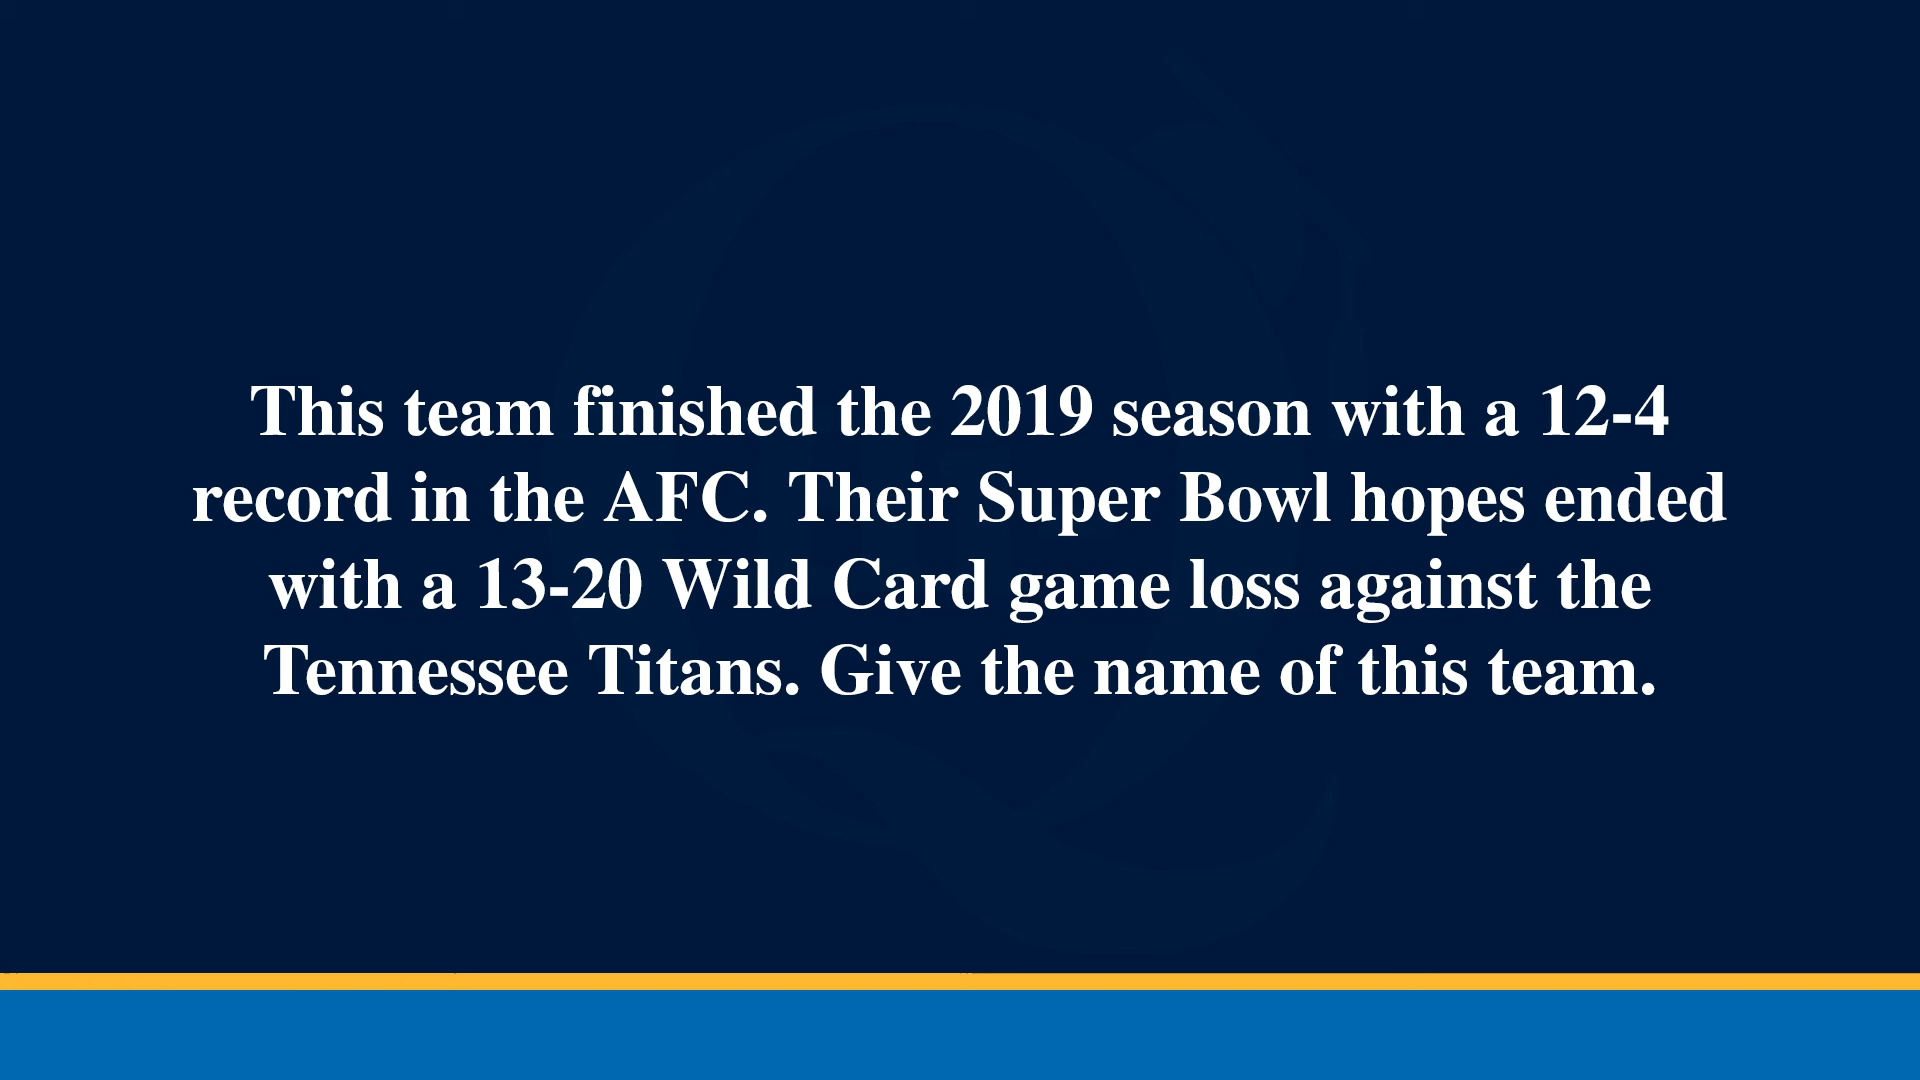 This team finished the 2019 season with a 12-4
record in the AFC. Their Super Bowl hopes ended
with a 13-20 Wild Card game loss against the
Tennessee Titans. Give the name of this team.